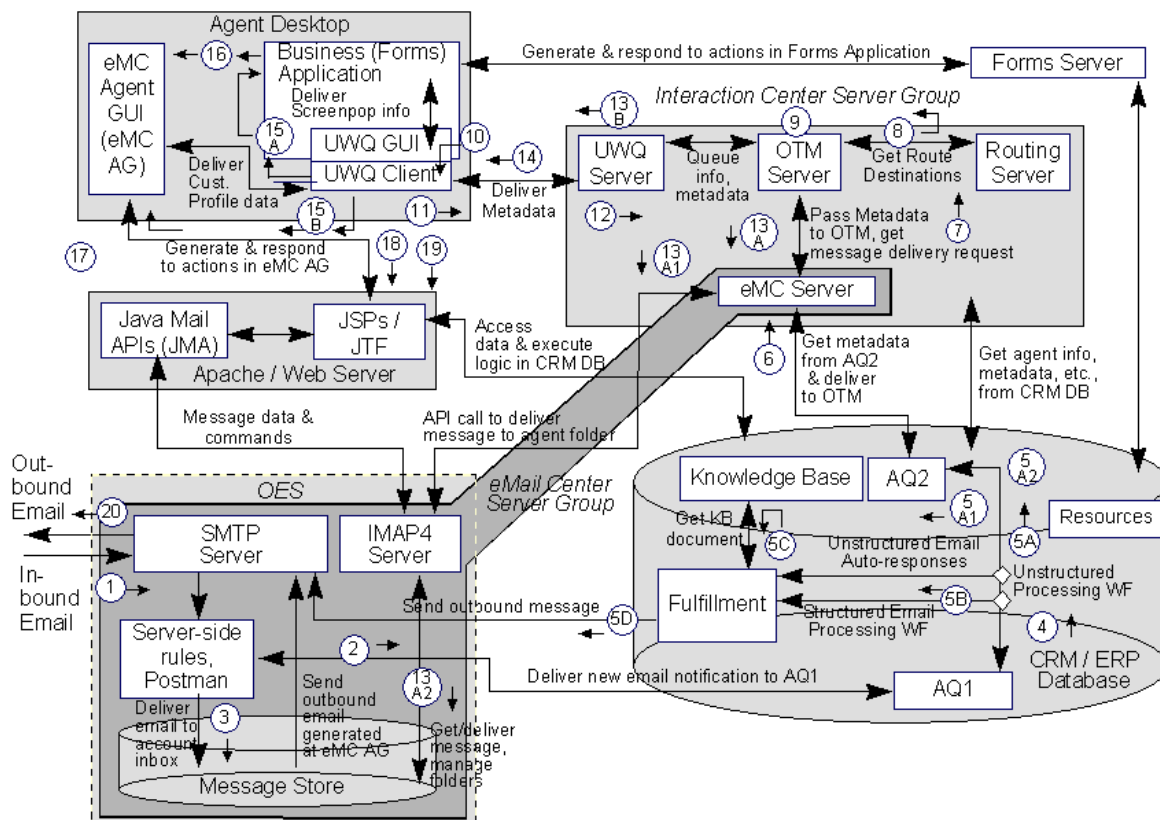 Agent Desktop
16
Business (Forms)
Application
Deliver
Screenpop info
eMC
Agent
GUI
(eMC
AG)
15
A
10
UWQ GUI
UWQ Client
Deliver
Cust.
Profile data
15
B
11
14
Deliver
Metadata
Generate & respond to actions in Forms Application
Forms Server
Interaction Center Server Group
13
B
9
8
UWQ
Server
Queue
info,
metadata
OTM
Server
Get Route
Destinations
Routing
Server
12
13
A
13
A1
Pass Metadata
to OTM, get
message delivery request
7
eMC Server
17
Generate & respond
to actions in eMC AG
18
19
Java Mail
APIs (JMA)
JSPs /
JTF
Apache / Web Server
Access
data & execute
logic in CRM DB
6
Get metadata
from AQ2
& deliver
to OTM
Get agent info,
metadata, etc.,
from CRM DB
Message data &
commands
API call to deliver
message to agent folder
eMail Center
Server Group
Out-
bound
Email
20
OES
SMTP
Server
IMAP4
Server
1
In-
bound
Email
Server-side
rules,
Postman
2
13
A2
3
Deliver
email to
account
inbox
Send
outbound
email
generated
at eMC AG
Get/deliver
message,
manage
folders
Message Store
Knowledge Base
AQ2
5
A2
5
A1
Resources
Get KB
document
5C
5A
Unstructured Email
Auto-responses
Unstructured
Processing WF
Fulfillment
5B
Send outbound message
5D
Structured Email
Processing WF
4
CRM / ERP
Database
Deliver new email notification to AQ1
AQ1